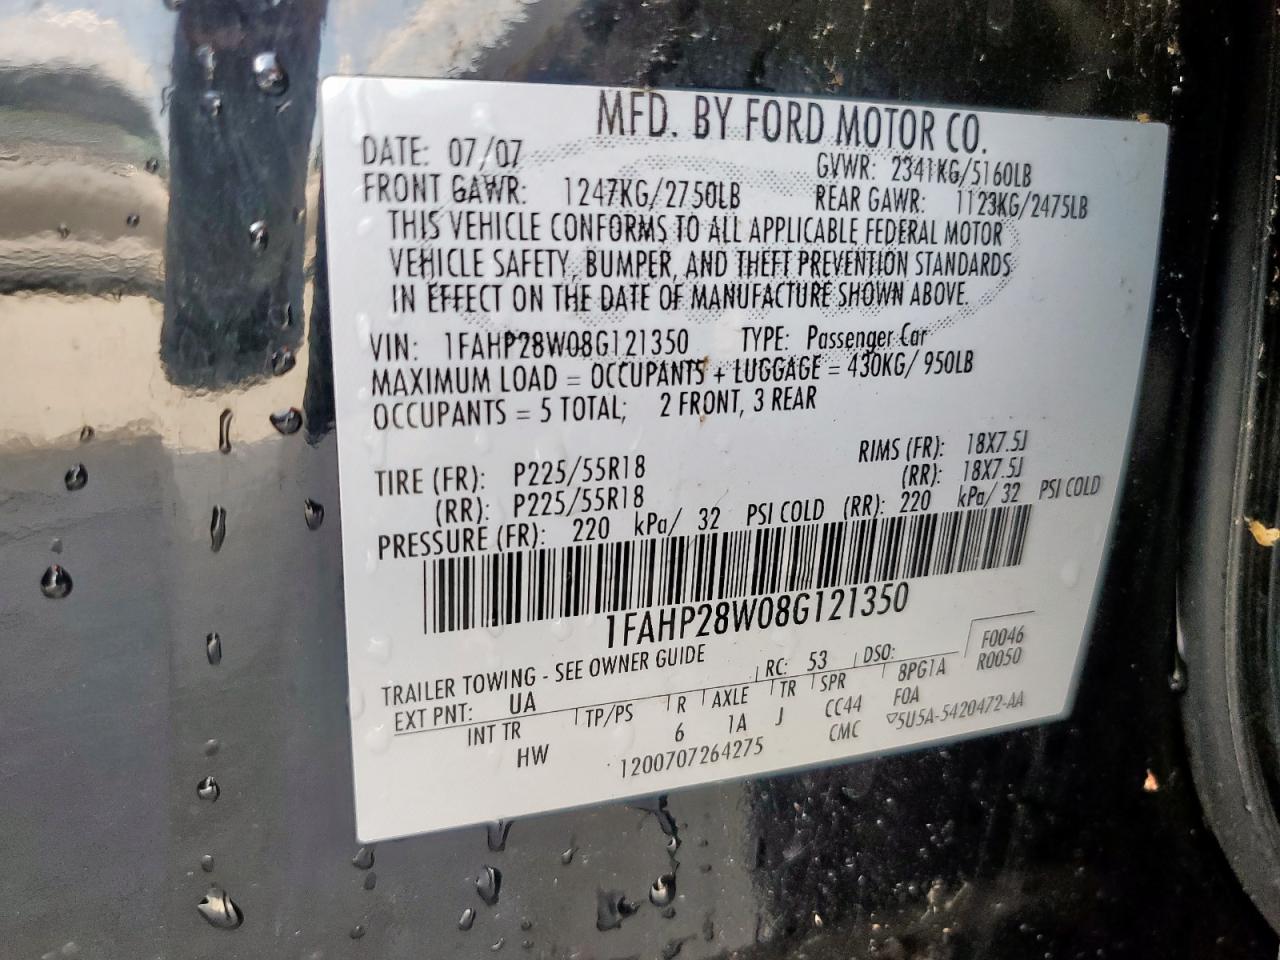 MFD. BY FORD MOTOR CO.
DATE: 07/07 GVWR: 2341KG/5160LB
FRONT GAWR: 1247KG/2750LB REAR GAWR: 1123KG/2475LB
THIS VEHICLE CONFORMS TO ALL APPLICABLE FEDERAL MOTOR
VEHICLE SAFETY, BUMPER, AND THEFT PREVENTION STANDARDS
IN EFFECT ON THE DATE OF MANUFACTURE SHOWN ABOVE.
VIN: 1FAHP28W08G121350 TYPE: Passenger Car
MAXIMUM LOAD = OCCUPANTS + LUGGAGE = 430KG/ 950LB
OCCUPANTS = 5 TOTAL; 2 FRONT, 3 REAR
TIRE (FR): P225/55R18 RIMS (FR): 18X7.5J
(RR): P225/55R18 (RR): 18X7.5J
PRESSURE (FR): 220 kPa/ 32 PSI COLD (RR): 220 kPa/ 32 PSI COLD
1FAHP28W08G121350
TRAILER TOWING - SEE OWNER GUIDE
EXT PNT: UA RC: 53 DSO: F0046
R0050
INT TR TP/PS R AXLE TR SPR 8PG1A
HW 6 1A J CC44 F0A
1200707264275 CMC ▽5U5A-5420472-AA